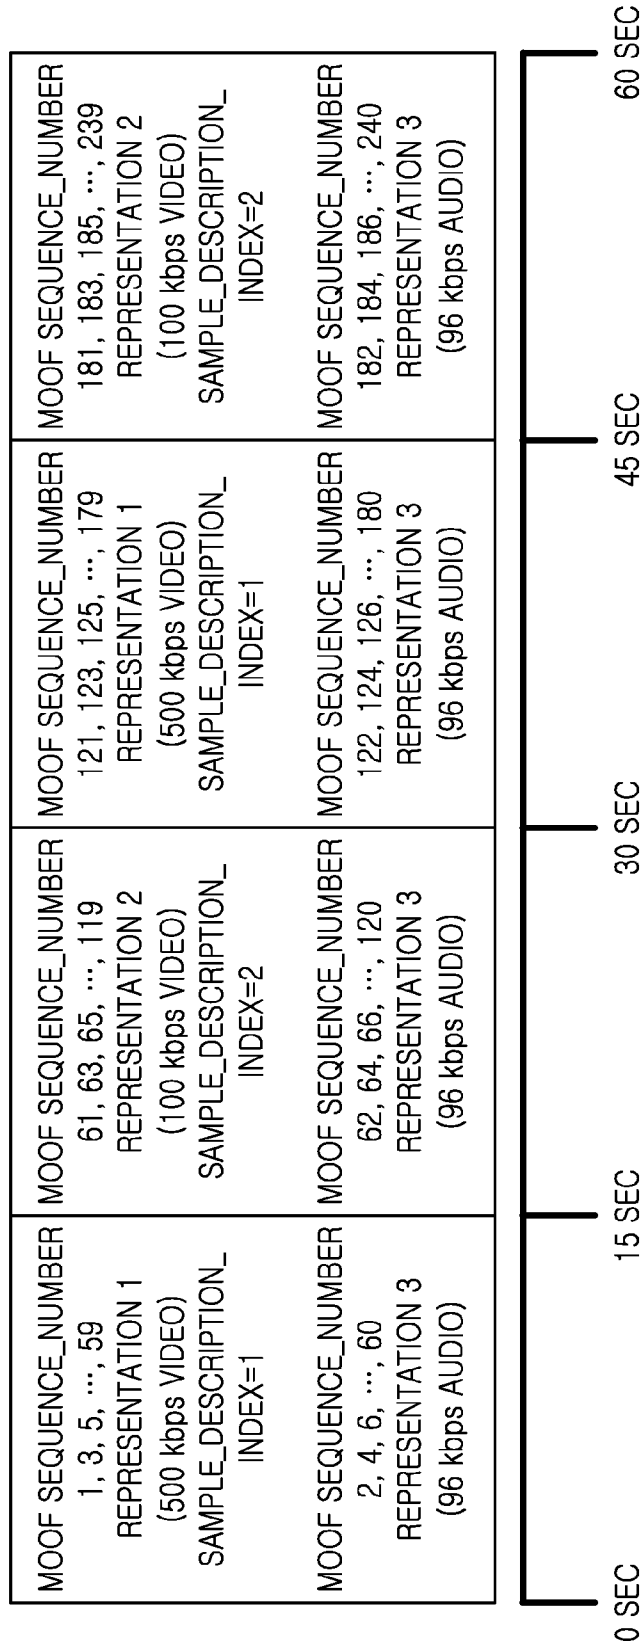 MOOF SEQUENCE_NUMBER
1, 3, 5, ···, 59
REPRESENTATION 1
(500 kbps VIDEO)
SAMPLE_DESCRIPTION_
INDEX=1
MOOF SEQUENCE_NUMBER
2, 4, 6, ···, 60
REPRESENTATION 3
(96 kbps AUDIO)
MOOF SEQUENCE_NUMBER
61, 63, 65, ···, 119
REPRESENTATION 2
(100 kbps VIDEO)
SAMPLE_DESCRIPTION_
INDEX=2
MOOF SEQUENCE_NUMBER
62, 64, 66, ···, 120
REPRESENTATION 3
(96 kbps AUDIO)
MOOF SEQUENCE_NUMBER
121, 123, 125, ···, 179
REPRESENTATION 1
(500 kbps VIDEO)
SAMPLE_DESCRIPTION_
INDEX=1
MOOF SEQUENCE_NUMBER
122, 124, 126, ···, 180
REPRESENTATION 3
(96 kbps AUDIO)
MOOF SEQUENCE_NUMBER
181, 183, 185, ···, 239
REPRESENTATION 2
(100 kbps VIDEO)
SAMPLE_DESCRIPTION_
INDEX=2
MOOF SEQUENCE_NUMBER
182, 184, 186, ···, 240
REPRESENTATION 3
(96 kbps AUDIO)
0 SEC
15 SEC
30 SEC
45 SEC
60 SEC